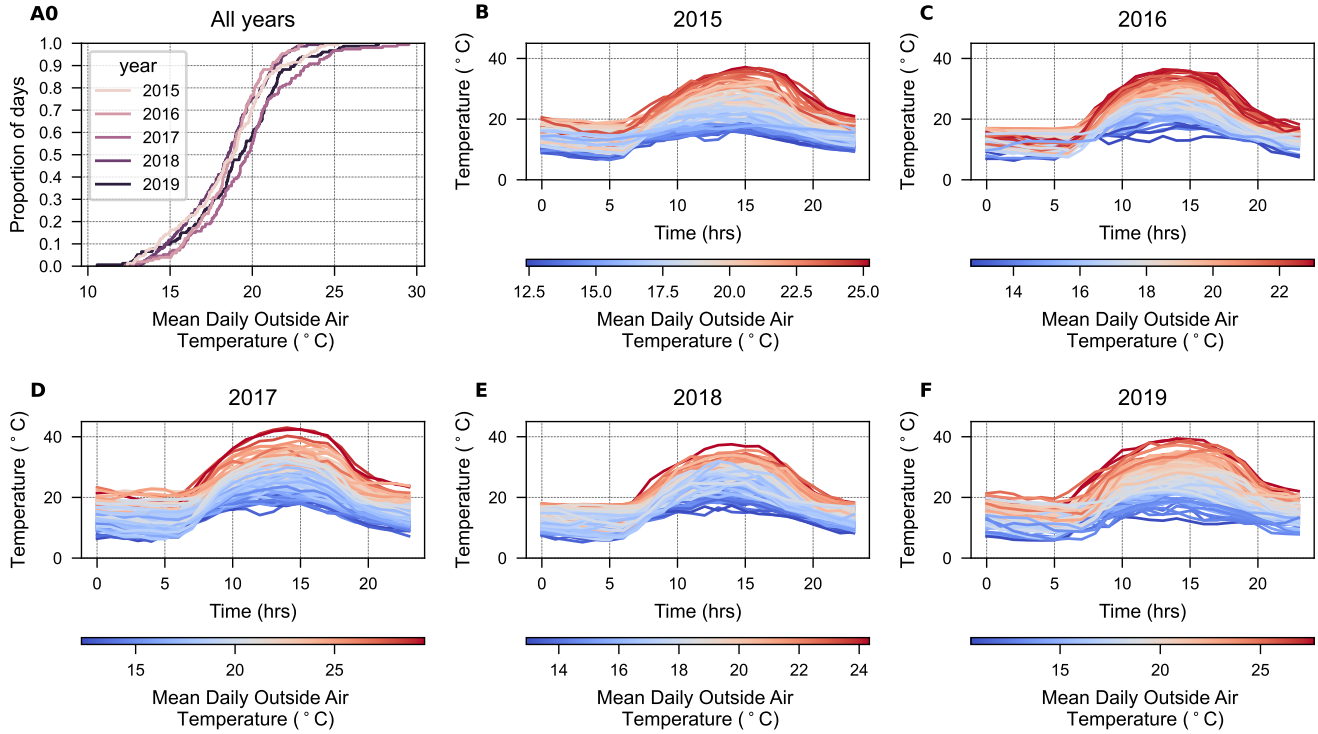 A0
All years
Proportion of days
1.0
0.9
0.8
0.7
0.6
0.5
0.4
0.3
0.2
0.1
0.0
year
2015
2016
2017
2018
2019
10 15 20 25 30
Mean Daily Outside Air
Temperature (°C)
B
2015
Temperature (°C)
40
20
0
0 5 10 15 20
Time (hrs)
12.5 15.0 17.5 20.0 22.5 25.0
Mean Daily Outside Air
Temperature (°C)
C
2016
Temperature (°C)
40
20
0
0 5 10 15 20
Time (hrs)
14 16 18 20 22
Mean Daily Outside Air
Temperature (°C)
D
2017
Temperature (°C)
40
20
0
0 5 10 15 20
Time (hrs)
15 20 25
Mean Daily Outside Air
Temperature (°C)
E
2018
Temperature (°C)
40
20
0
0 5 10 15 20
Time (hrs)
14 16 18 20 22 24
Mean Daily Outside Air
Temperature (°C)
F
2019
Temperature (°C)
40
20
0
0 5 10 15 20
Time (hrs)
15 20 25
Mean Daily Outside Air
Temperature (°C)